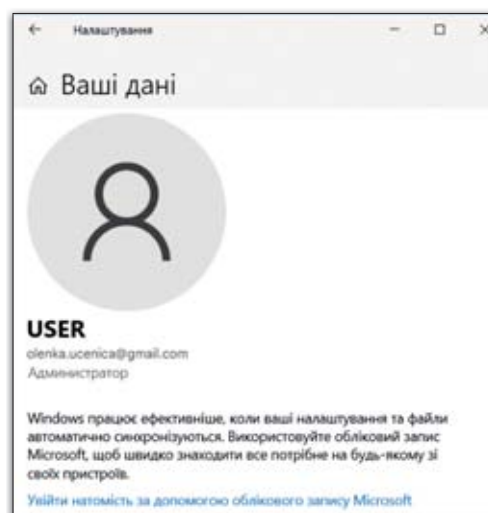 Налаштування
Ваші дані
USER
olenka.ucenica@gmail.com
Администратор
Windows працює ефективніше, коли ваші налаштування та файли
автоматично синхронізуються. Використовуйте обліковий запис
Microsoft, щоб швидко знаходити все потрібне на будь-якому зі
своїх пристроїв.
Увійти натомість за допомогою облікового запису Microsoft